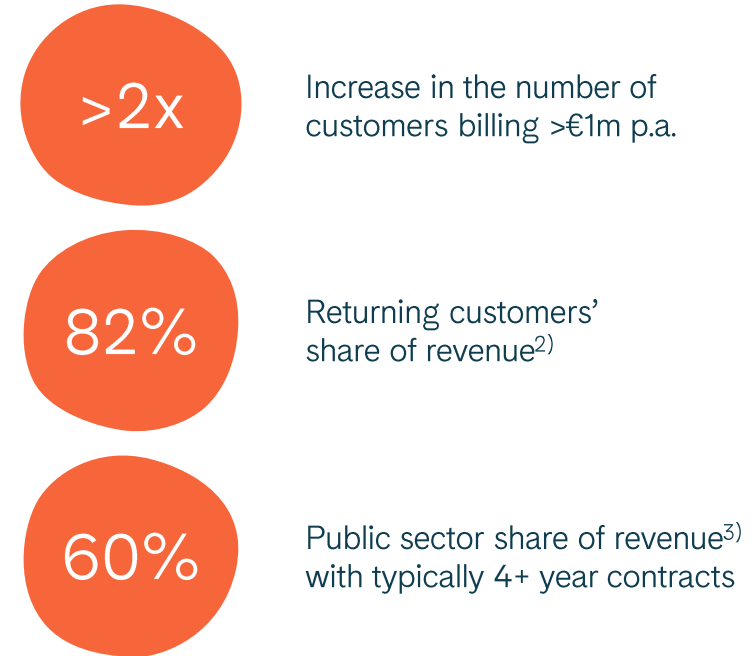 >2x
Increase in the number of
customers billing >€1m p.a.
82%
Returning customers’
share of revenue2)
60%
Public sector share of revenue3)
with typically 4+ year contracts